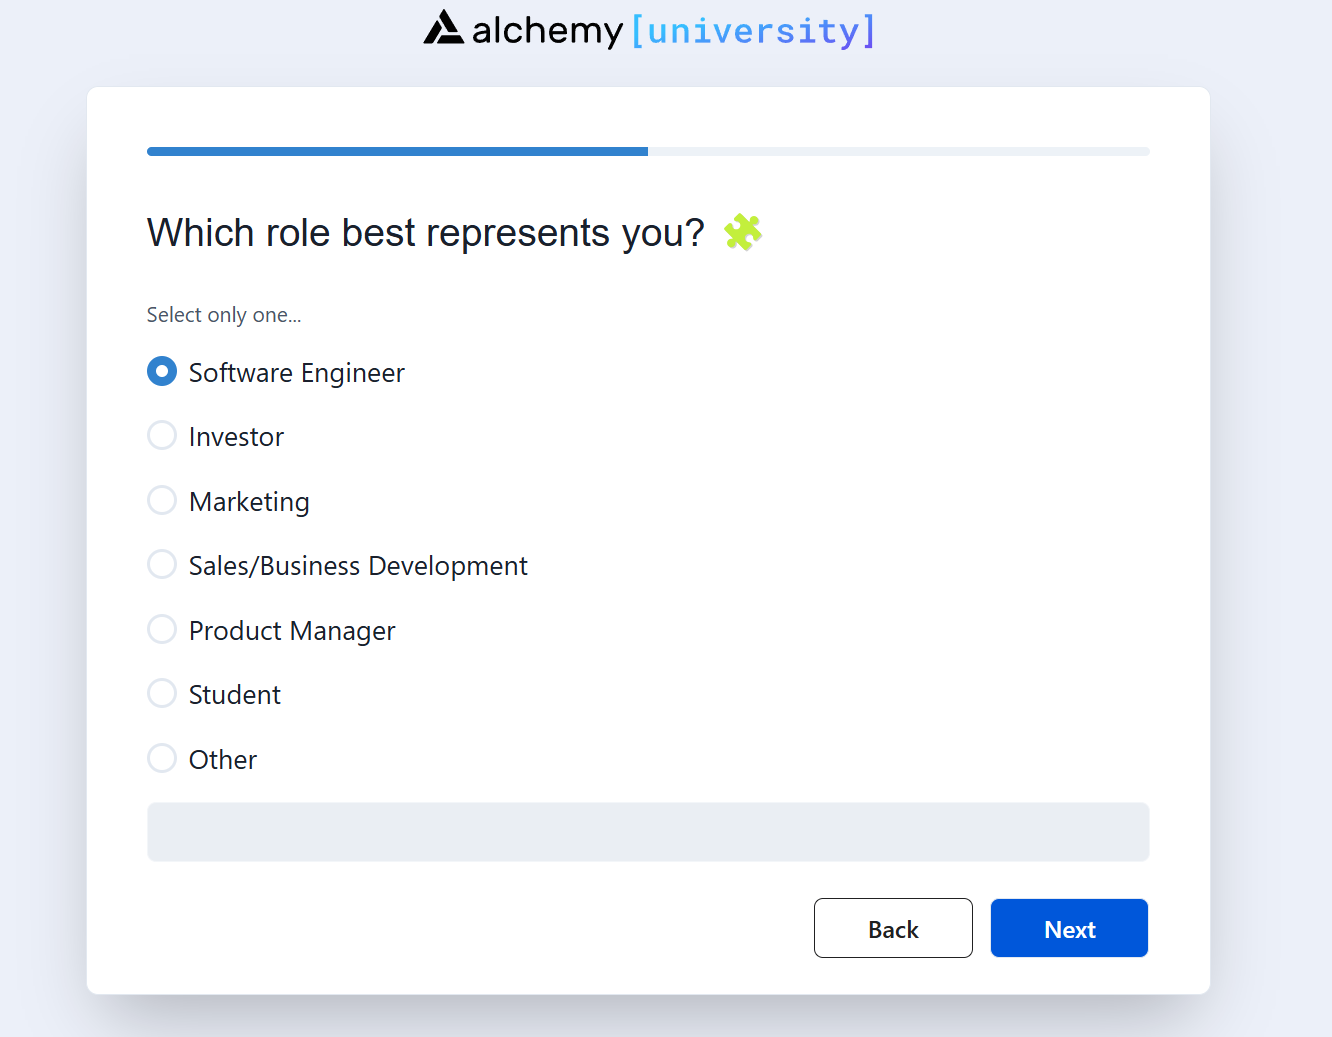 alchemy [university]
Which role best represents you?
Select only one...
Software Engineer
Investor
Marketing
Sales/Business Development
Product Manager
Student
Other
Back
Next